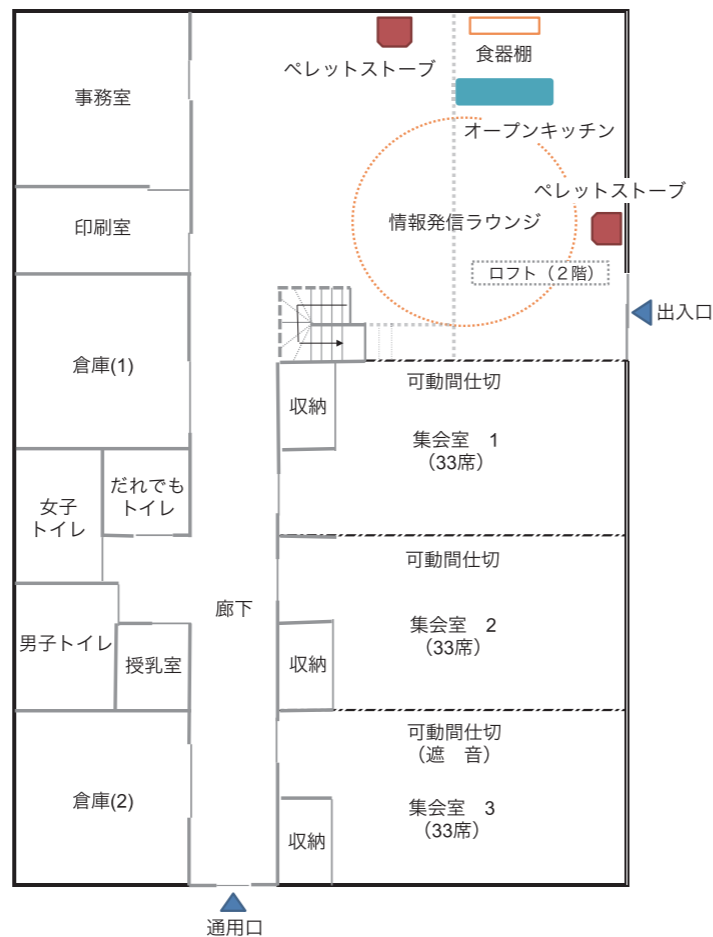 食器棚
ペレットストーブ
事務室
オープンキッチン
ペレットストーブ
情報発信ラウンジ
印刷室
ロフト（２階）
出入口
倉庫(1)
可動間仕切
収納
集会室　1
（33席）
だれでも
トイレ
女子
トイレ
可動間仕切
廊下
集会室　2
（33席）
男子トイレ
授乳室
収納
可動間仕切
（遮　音）
倉庫(2)
集会室　3
（33席）
収納
通用口